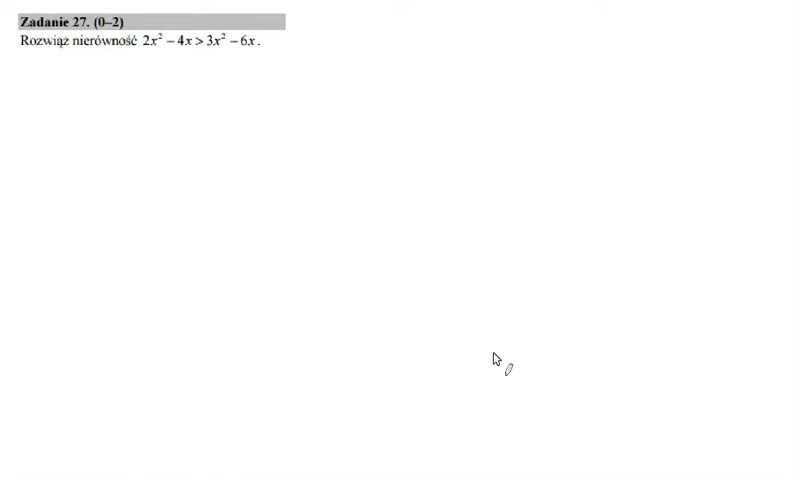 Zadanie 27. (0–2)
Rozwiąż nierówność 2x² – 4x > 3x² – 6x.